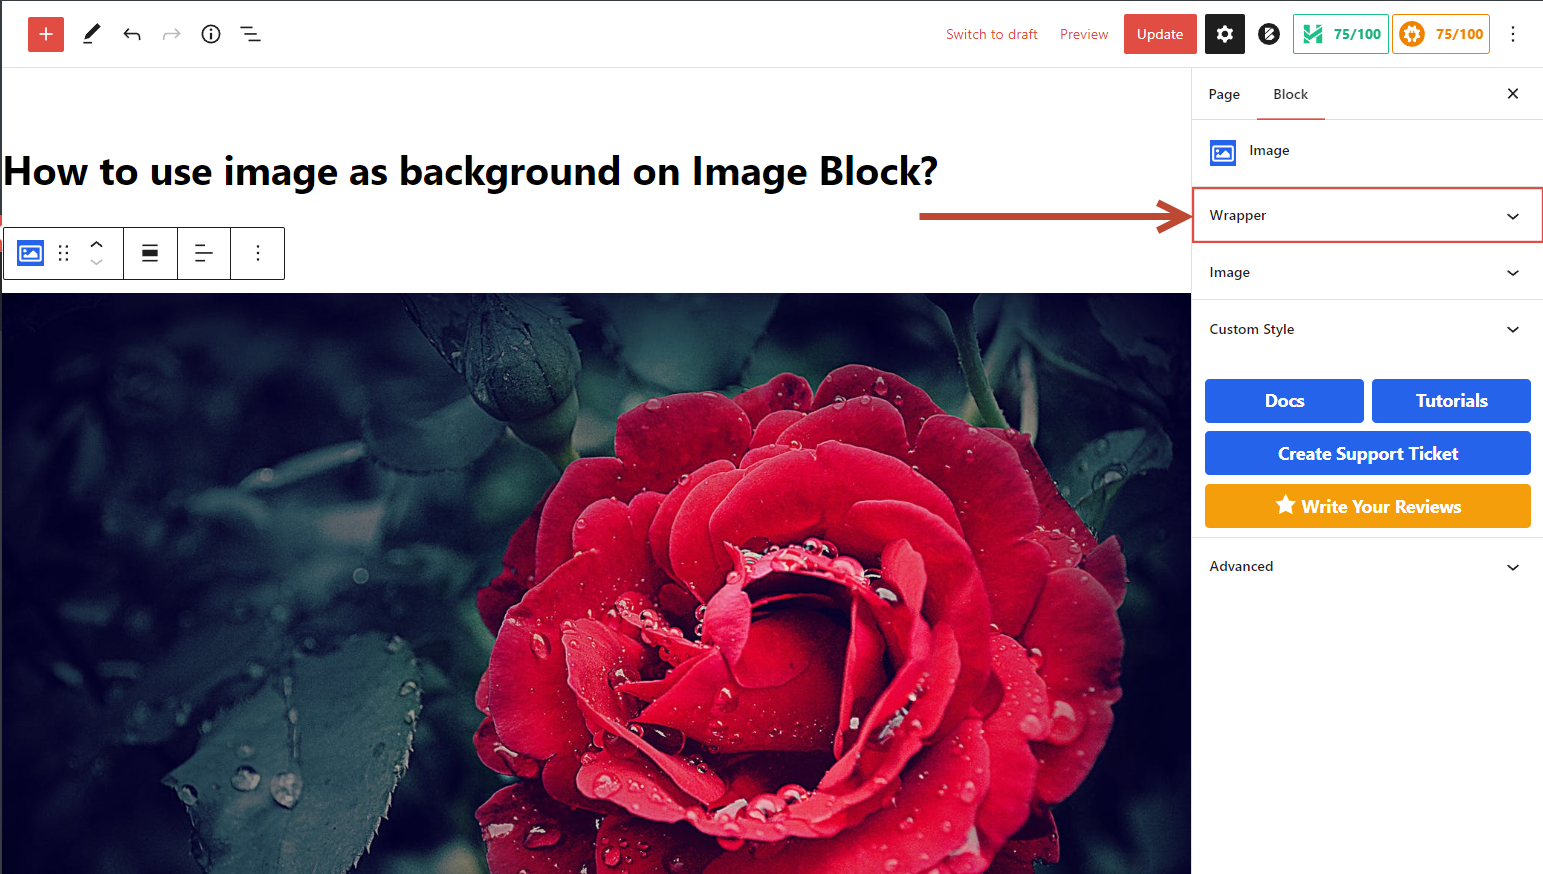 Switch to draft
Preview
Update
75/100
75/100
Page
Block
Image
How to use image as background on Image Block?
Wrapper
Image
Custom Style
Docs
Tutorials
Create Support Ticket
Write Your Reviews
Advanced